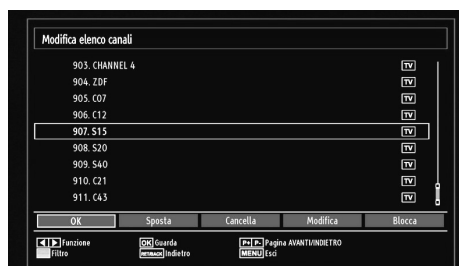 Modifica elenco canali
903. CHANNEL 4 TV
904. ZDF TV
905. C07 TV
906. C12 TV
907. S15 TV
908. S20 TV
909. S40 TV
910. C21 TV
911. C43 TV
OK Sposta Cancella Modifica Blocca
Funzione OK Guarda P+ P- Pagina AVANTI/INDIETRO
Filtro RET/BACK Indietro MENU Esci